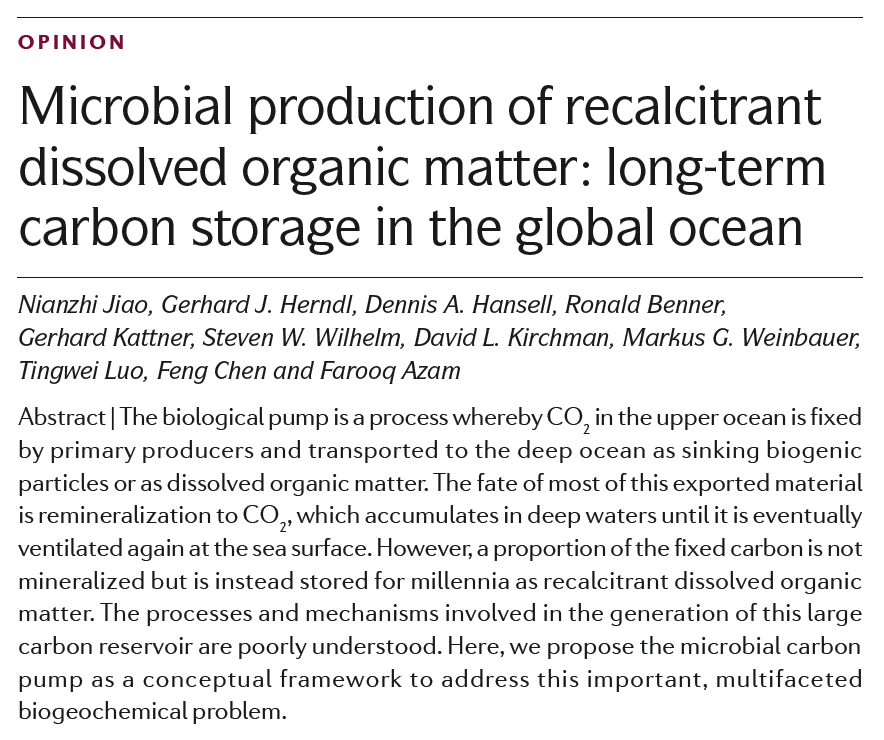 OPINION
Microbial production of recalcitrant
dissolved organic matter: long-term
carbon storage in the global ocean
Nianzhi Jiao, Gerhard J. Herndl, Dennis A. Hansell, Ronald Benner,
Gerhard Kattner, Steven W. Wilhelm, David L. Kirchman, Markus G. Weinbauer,
Tingwei Luo, Feng Chen and Farooq Azam
Abstract | The biological pump is a process whereby CO₂ in the upper ocean is fixed
by primary producers and transported to the deep ocean as sinking biogenic
particles or as dissolved organic matter. The fate of most of this exported material
is remineralization to CO₂, which accumulates in deep waters until it is eventually
ventilated again at the sea surface. However, a proportion of the fixed carbon is not
mineralized but is instead stored for millennia as recalcitrant dissolved organic
matter. The processes and mechanisms involved in the generation of this large
carbon reservoir are poorly understood. Here, we propose the microbial carbon
pump as a conceptual framework to address this important, multifaceted
biogeochemical problem.